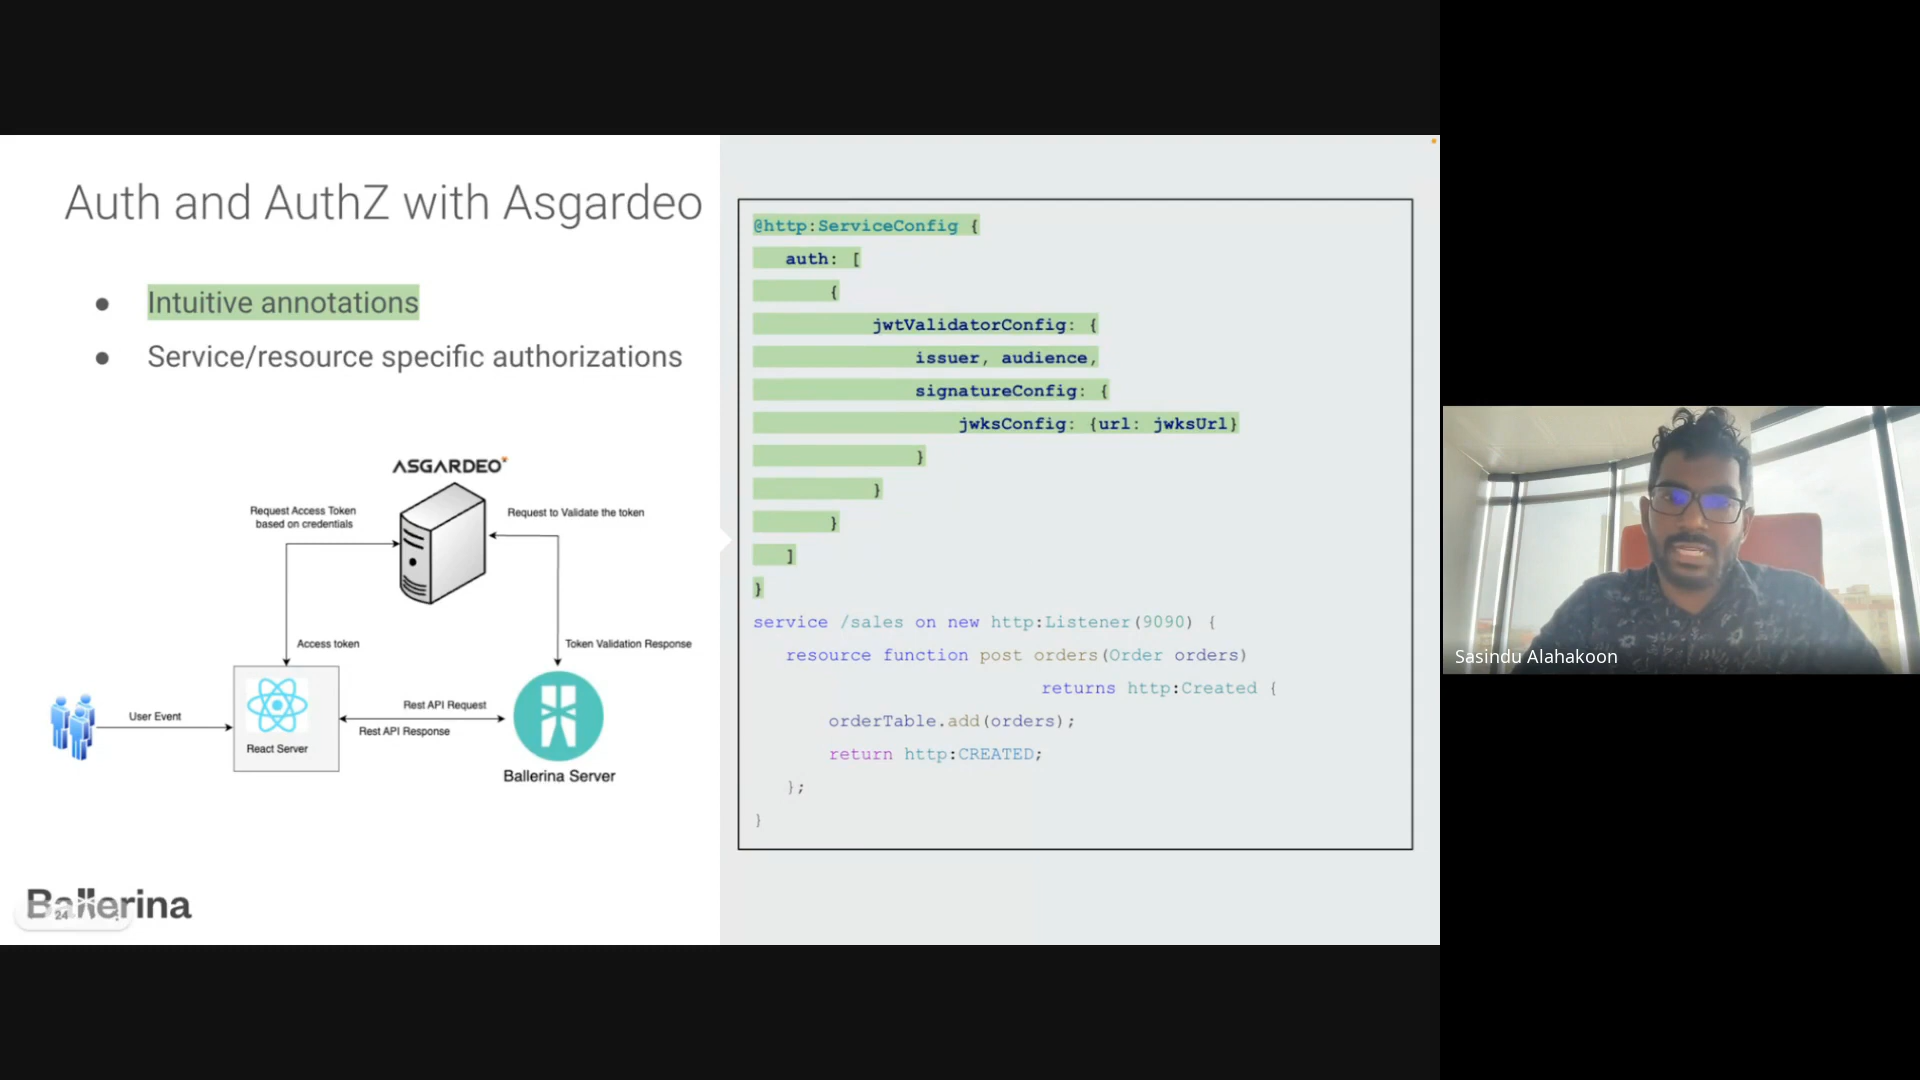 Auth and AuthZ with Asgardeo
● Intuitive annotations
● Service/resource specific authorizations
ASGARDEO
Request Access Token
based on credentials
Request to Validate the token
Access token
Token Validation Response
User Event
Rest API Request
Rest API Response
React Server
Ballerina Server
Ballerina
24
@http:ServiceConfig {
auth: [
{
jwtValidatorConfig: {
issuer, audience,
signatureConfig: {
jwksConfig: {url: jwksUrl}
}
}
}
]
}
service /sales on new http:Listener(9090) {
resource function post orders(Order orders)
returns http:Created {
orderTable.add(orders);
return http:CREATED;
};
}
Sasindu Alahakoon